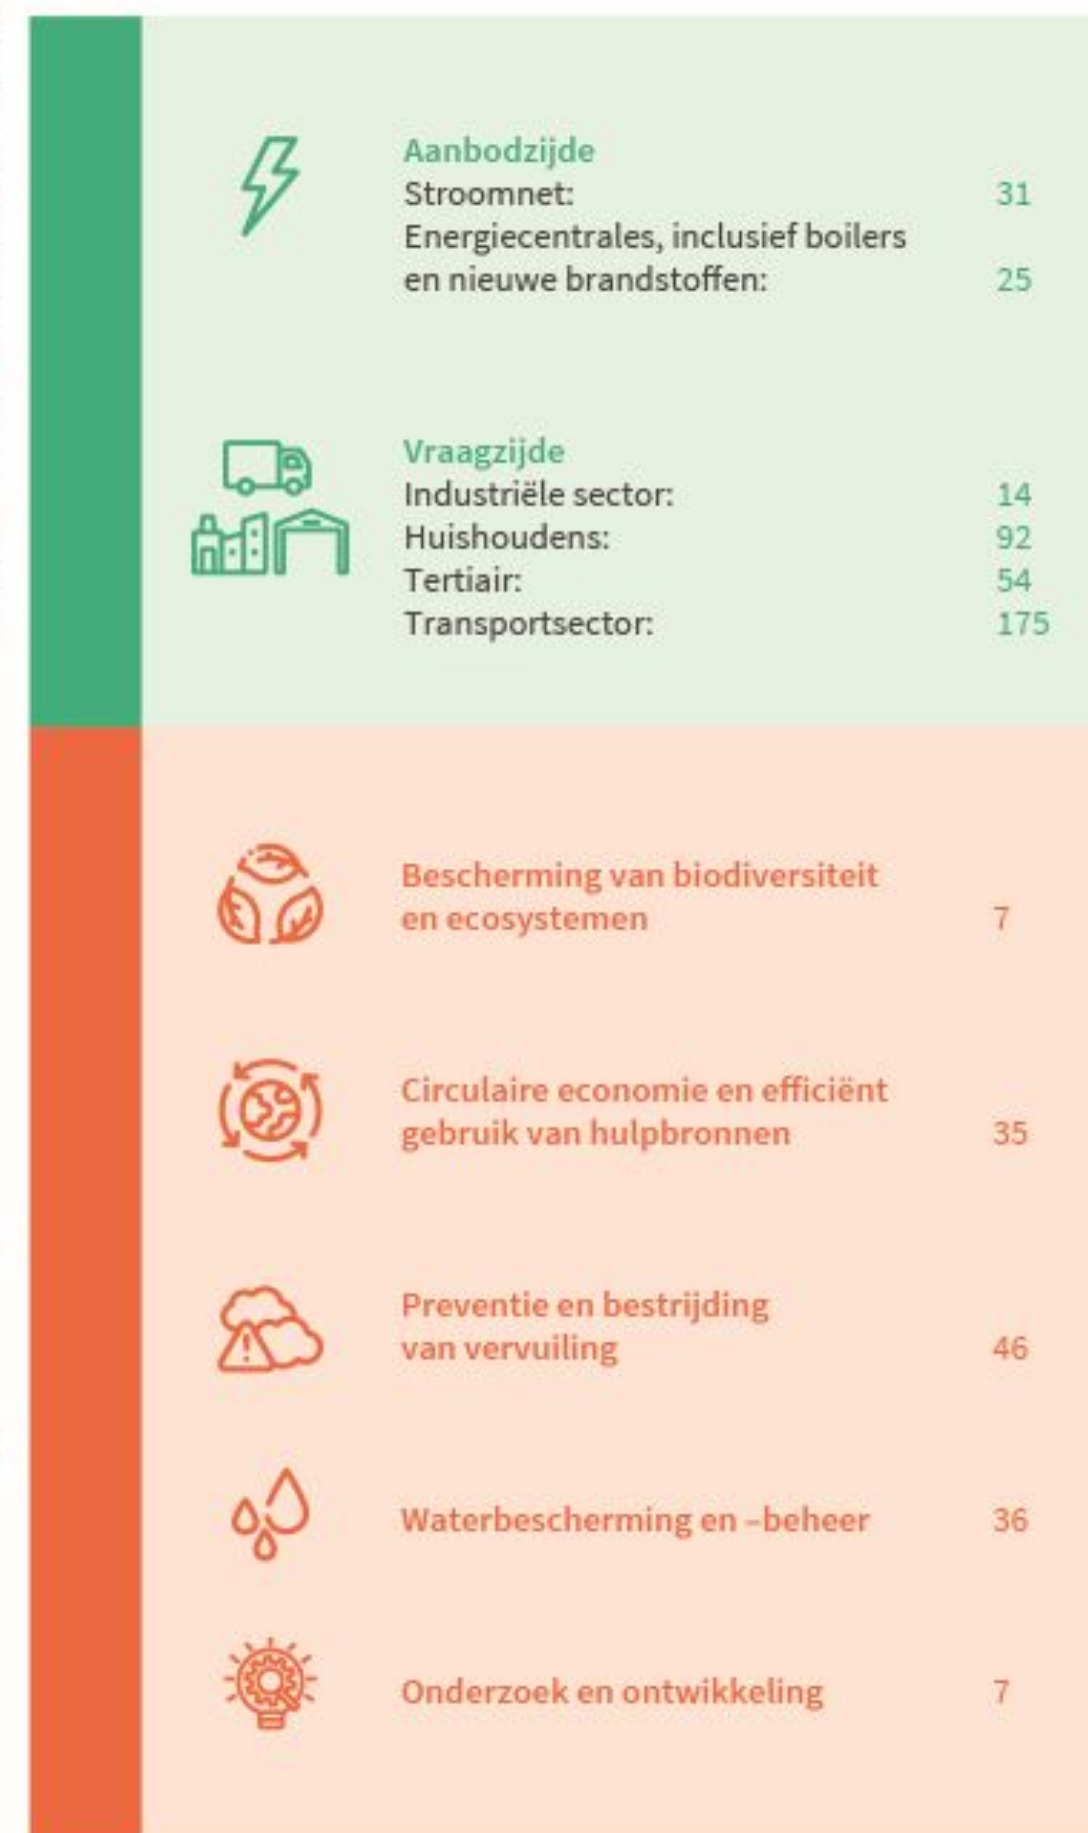 Aanbodzijde
Stroomnet: 31
Energiecentrales, inclusief boilers
en nieuwe brandstoffen: 25
Vraagzijde
Industriële sector: 14
Huishoudens: 92
Tertiair: 54
Transportsector: 175
Bescherming van biodiversiteit
en ecosystemen 7
Circulaire economie en efficiënt
gebruik van hulpbronnen 35
Preventie en bestrijding
van vervuiling 46
Waterbescherming en –beheer 36
Onderzoek en ontwikkeling 7